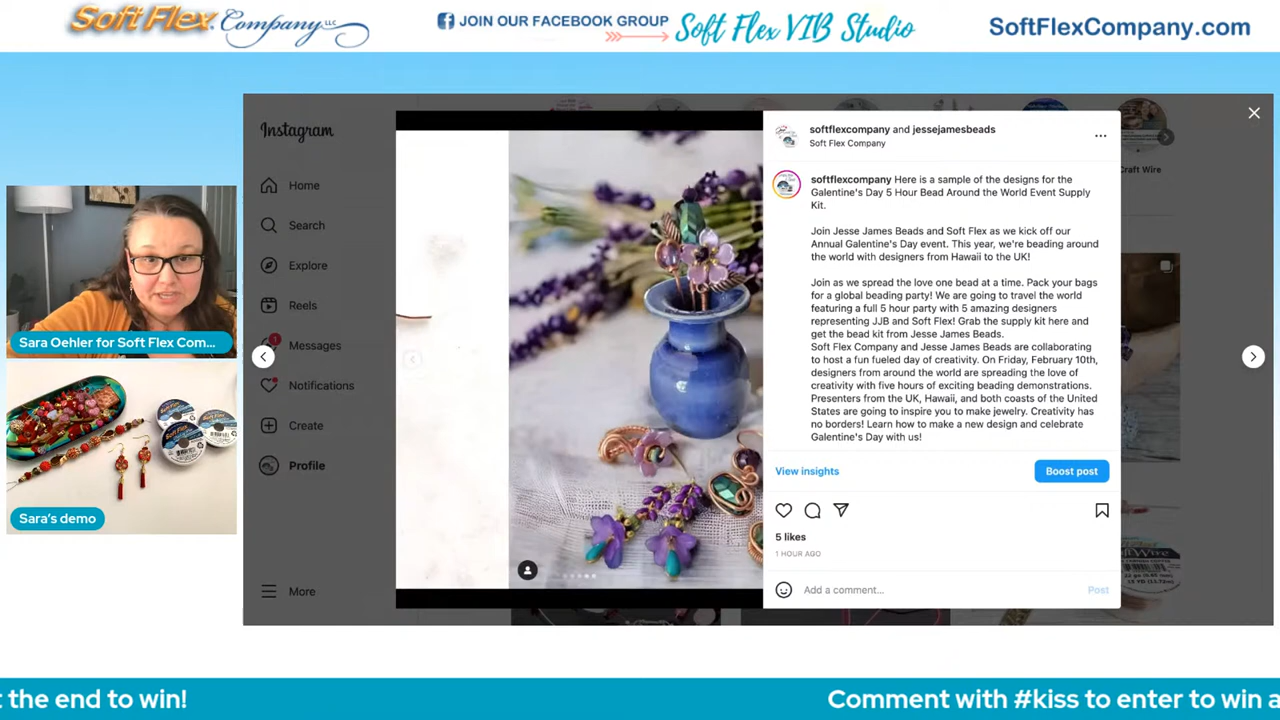 Soft Flex Company, LLC
JOIN OUR FACEBOOK GROUP
Soft Flex VIB Studio
SoftFlexCompany.com
Instagram
Home
Search
Explore
Reels
1
Messages
Notifications
Create
Profile
More
Sara Oehler for Soft Flex Com...
Sara's demo
softflexcompany and jessejamesbeads
Soft Flex Company
softflexcompany Here is a sample of the designs for the
Galentine's Day 5 Hour Bead Around the World Event Supply
Kit.
Join Jesse James Beads and Soft Flex as we kick off our
Annual Galentine's Day event. This year, we're beading around
the world with designers from Hawaii to the UK!
Join as we spread the love one bead at a time. Pack your bags
for a global beading party! We are going to travel the world
featuring a full 5 hour party with 5 amazing designers
representing JJB and Soft Flex! Grab the supply kit here and
get the bead kit from Jesse James Beads.
Soft Flex Company and Jesse James Beads are collaborating
to host a fun fueled day of creativity. On Friday, February 10th,
designers from around the world are spreading the love of
creativity with five hours of exciting beading demonstrations.
Presenters from the UK, Hawaii, and both coasts of the United
States are going to inspire you to make jewelry. Creativity has
no borders! Learn how to make a new design and celebrate
Galentine's Day with us!
View insights
Boost post
5 likes
1 HOUR AGO
Add a comment...
Post
Craft Wire
t the end to win!
Comment with #kiss to enter to win a